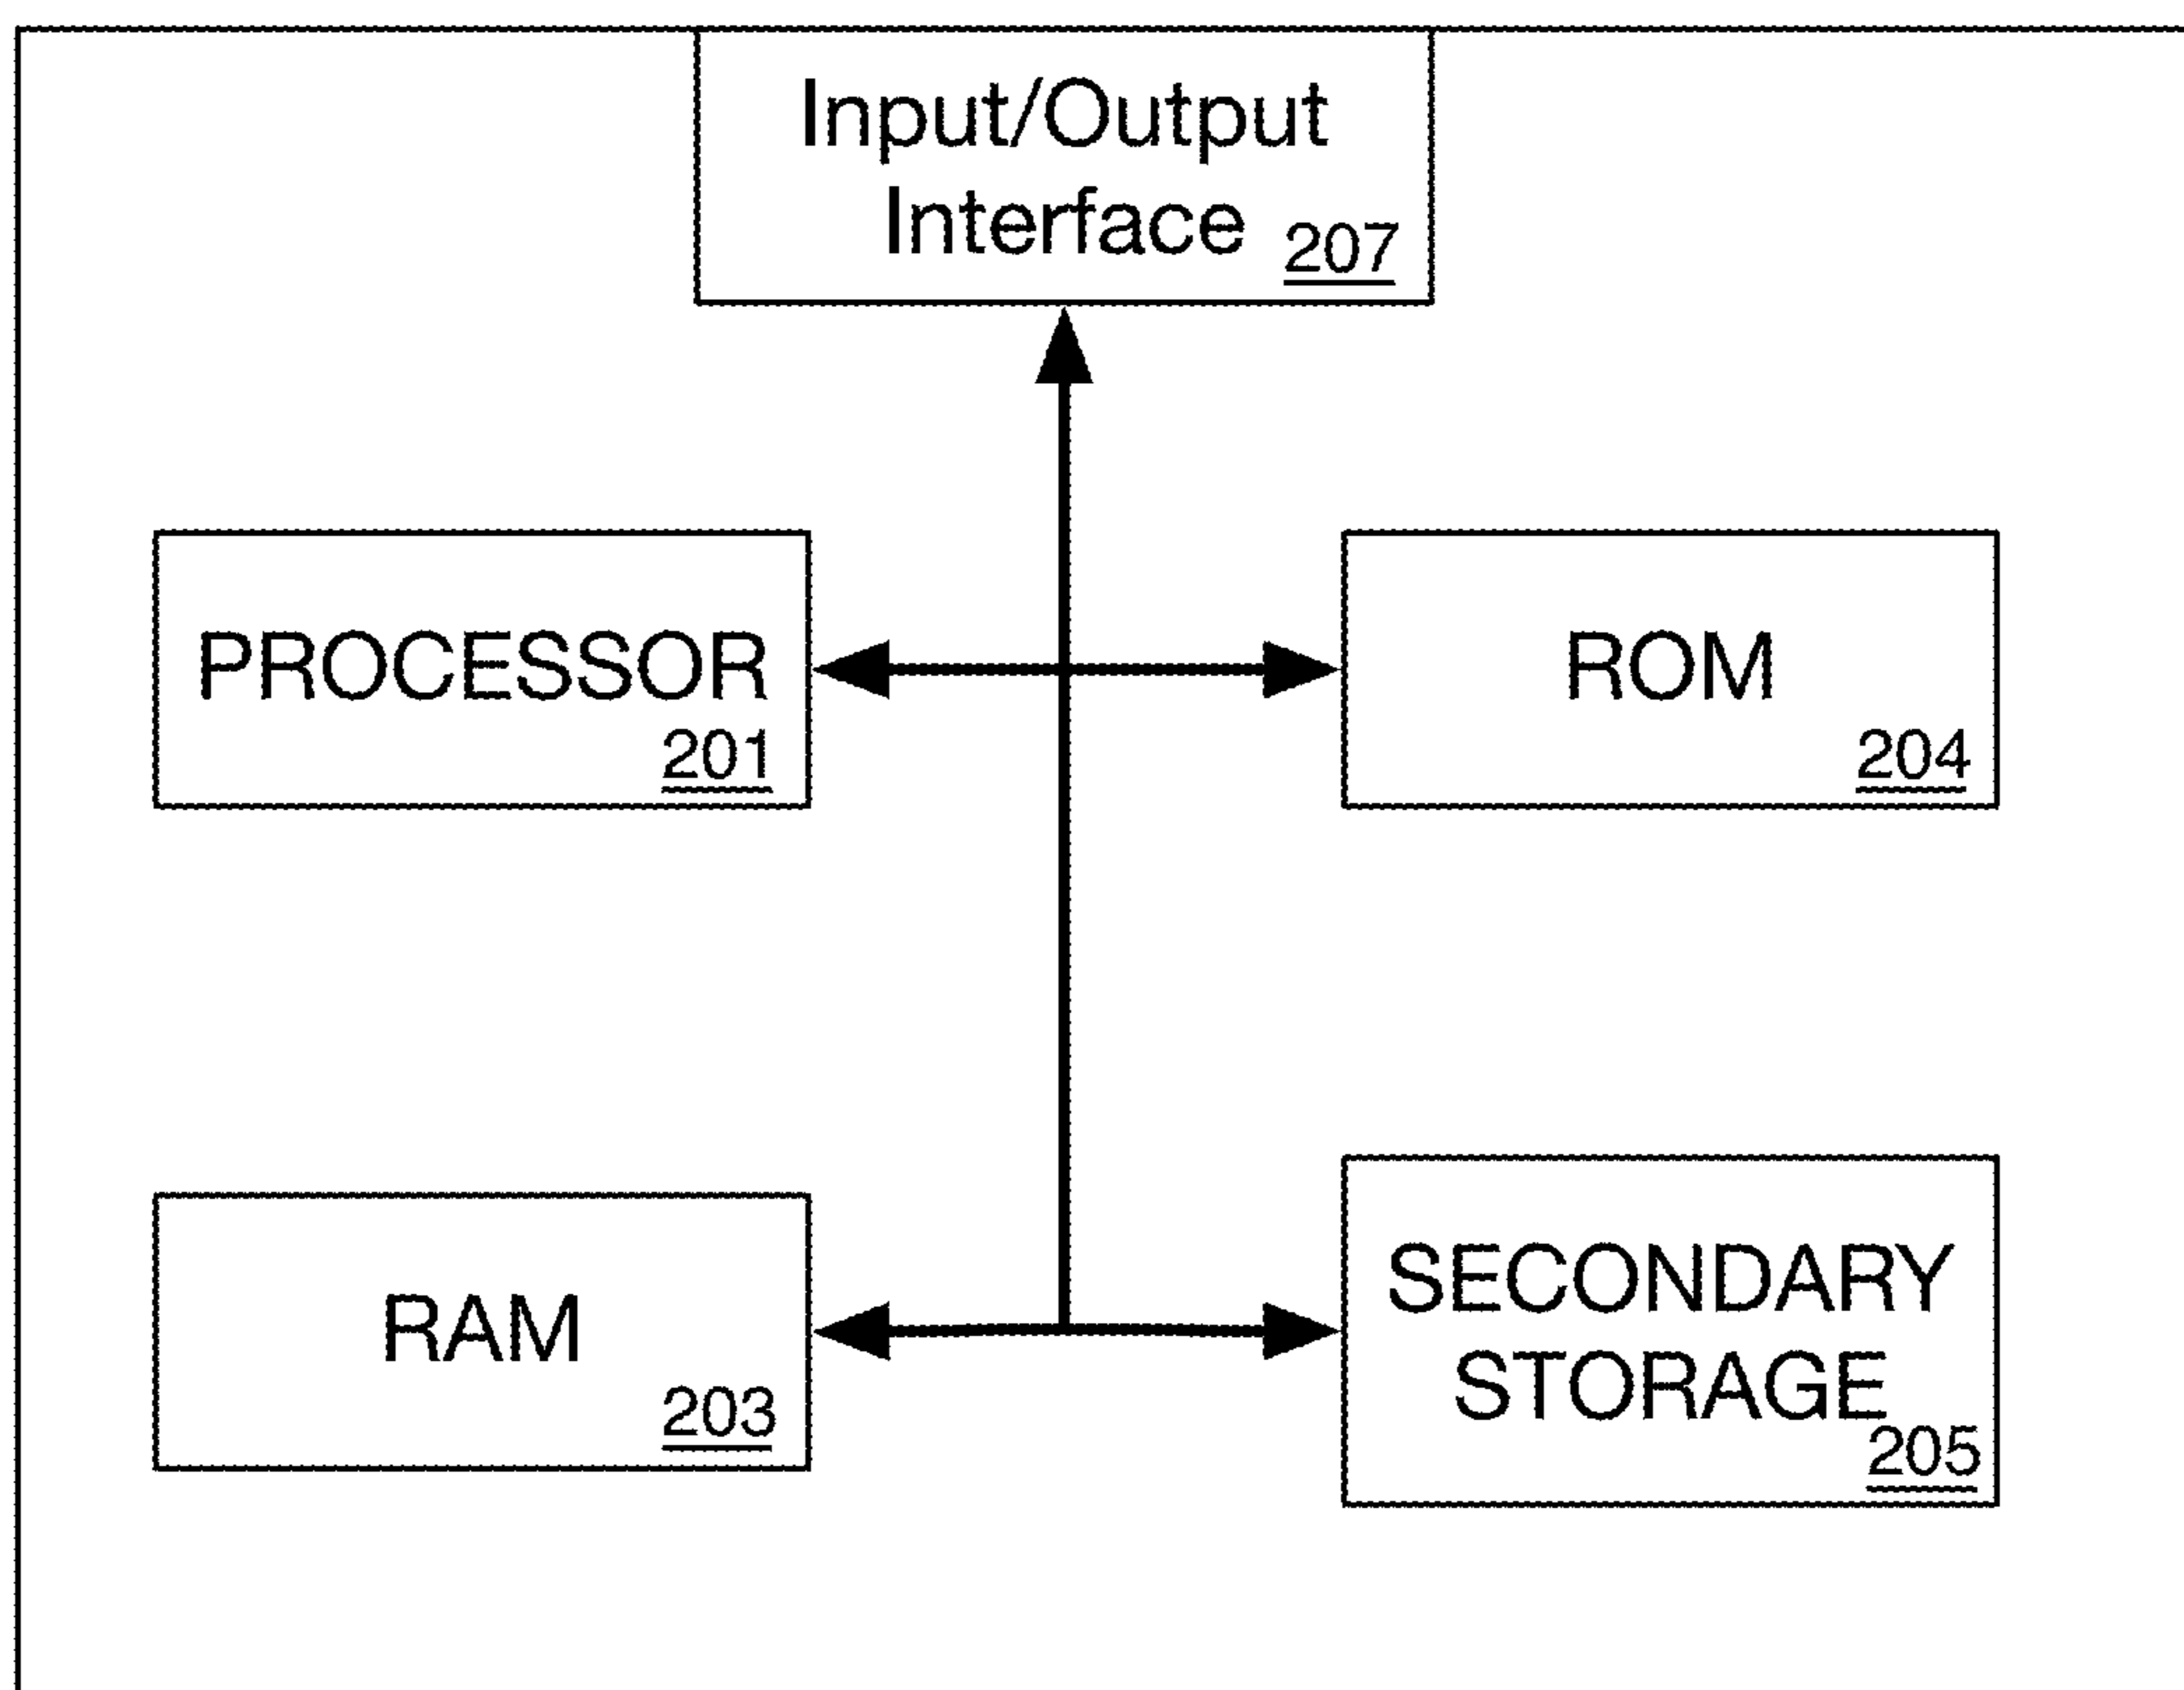 Input/Output
Interface 207
PROCESSOR
201
ROM
204
RAM
203
SECONDARY
STORAGE
205